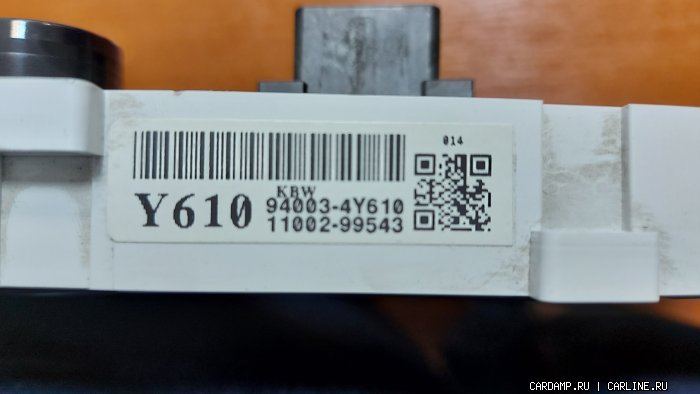 014
KBW
Y610 94003-4Y610
11002-99543
CARDAMP.RU | CARLINE.RU